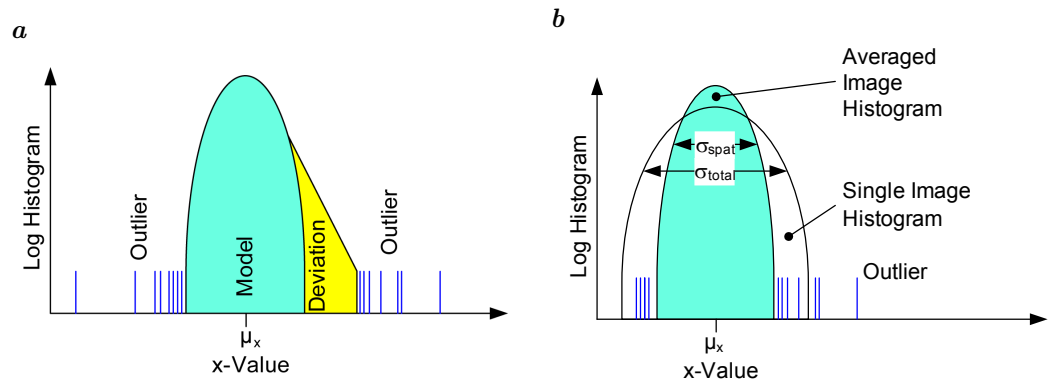 a
Log Histogram
Outlier
Model
Deviation
Outlier
μx
x-Value
b
Averaged
Image
Histogram
Log Histogram
σspat
σtotal
Single Image
Histogram
Outlier
μx
x-Value